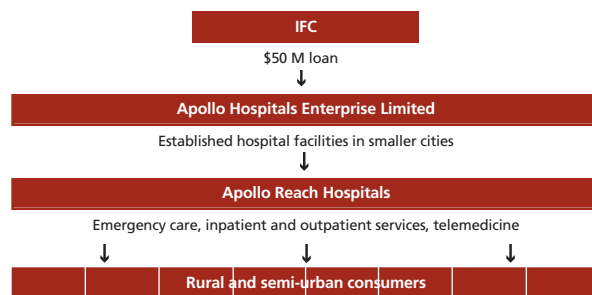 IFC
$50 M loan
Apollo Hospitals Enterprise Limited
Established hospital facilities in smaller cities
Apollo Reach Hospitals
Emergency care, inpatient and outpatient services, telemedicine
Rural and semi-urban consumers